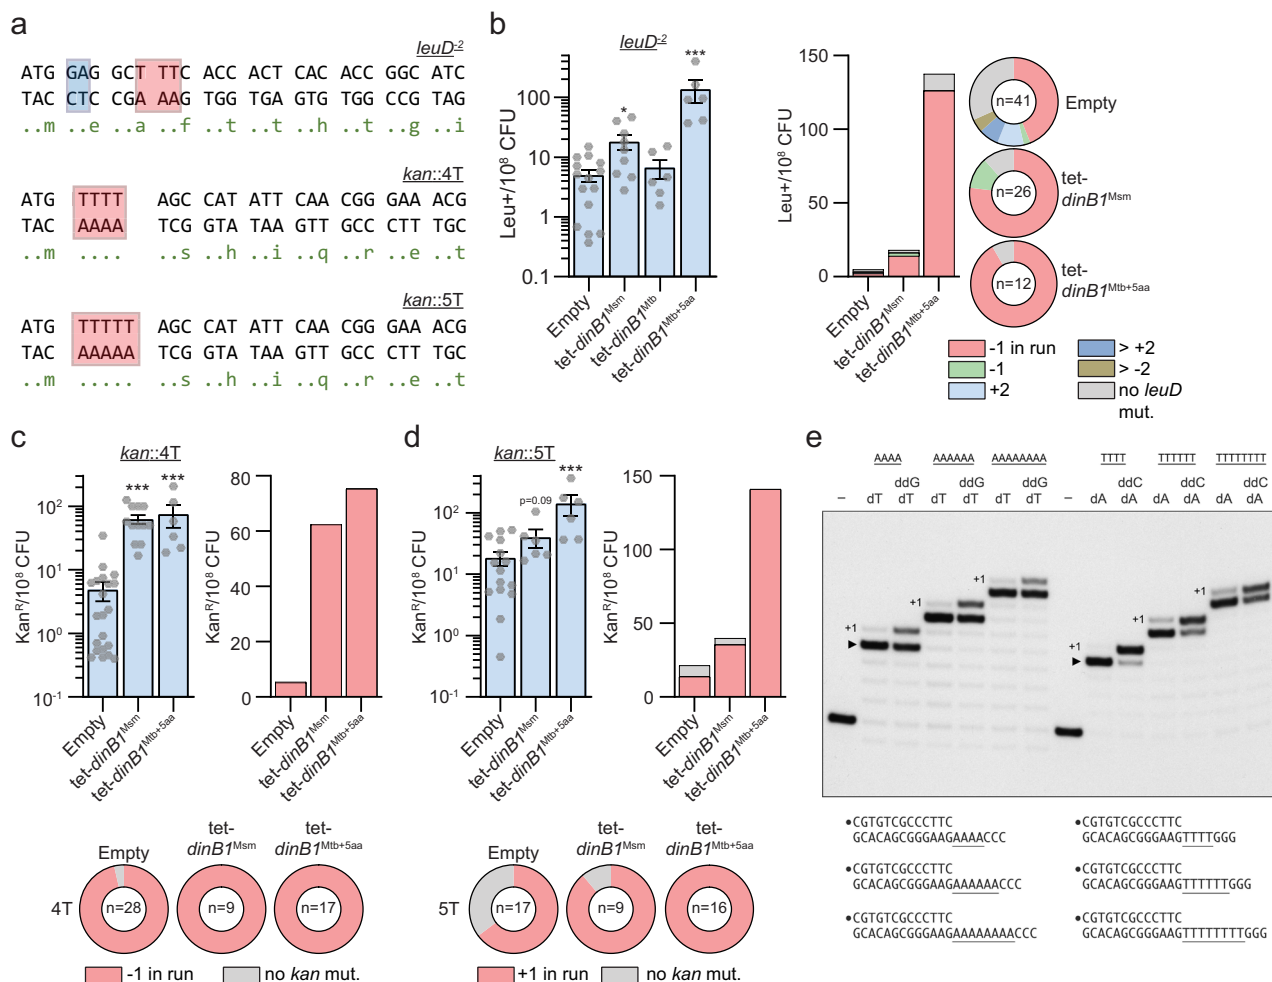 a
leuD-2
ATG GAG GCT TTC ACC ACT CAC ACC GGC ATC
TAC CTC CGA AAG TGG TGA GTG TGG CCG TAG
..m ..e ..a ..f ..t ..t ..h ..t ..g ..i
kan::4T
ATG TTTT AGC CAT ATT CAA CGG GAA ACG
TAC AAAA TCG GTA TAA GTT GCC CTT TGC
..m .... ..s ..h ..i ..q ..r ..e ..t
kan::5T
ATG TTTTT AGC CAT ATT CAA CGG GAA ACG
TAC AAAAA TCG GTA TAA GTT GCC CTT TGC
..m ..... ..s ..h ..i ..q ..r ..e ..t
b
leuD-2
Leu+/10⁸ CFU
100
10
1
0.1
*
***
Empty
tet-dinB1Msm
tet-dinB1Mtb
tet-dinB1Mtb+5aa
Leu+/10⁸ CFU
150
100
50
0
Empty
tet-dinB1Msm
tet-dinB1Mtb+5aa
n=41
Empty
n=26
tet-
dinB1Msm
n=12
tet-
dinB1Mtb+5aa
-1 in run
-1
+2
> +2
> -2
no leuD
mut.
c
kan::4T
KanR/10⁸ CFU
10²
10¹
10⁰
10⁻¹
***
***
Empty
tet-dinB1Msm
tet-dinB1Mtb+5aa
KanR/10⁸ CFU
80
60
40
20
0
Empty
tet-dinB1Msm
tet-dinB1Mtb+5aa
4T
Empty
n=28
tet-
dinB1Msm
n=9
tet-
dinB1Mtb+5aa
n=17
-1 in run
no kan mut.
d
kan::5T
KanR/10⁸ CFU
10²
10¹
10⁰
10⁻¹
p=0.09
***
Empty
tet-dinB1Msm
tet-dinB1Mtb+5aa
KanR/10⁸ CFU
150
100
50
0
Empty
tet-dinB1Msm
tet-dinB1Mtb+5aa
5T
Empty
n=17
tet-
dinB1Msm
n=9
tet-
dinB1Mtb+5aa
n=16
+1 in run
no kan mut.
e
AAAA AAAAAA AAAAAAAA TTTT TTTTTT TTTTTTTT
ddG ddG ddG ddC ddC ddC
– dT dT dT dT dT dT – dA dA dA dA dA dA
+1
+1
+1
+1
+1
+1
•CGTGTCGCCCTTC
GCACAGCGGGAAGAAAACCC
•CGTGTCGCCCTTC
GCACAGCGGGAAGAAAAAACCC
•CGTGTCGCCCTTC
GCACAGCGGGAAGAAAAAAAACCC
•CGTGTCGCCCTTC
GCACAGCGGGAAGTTTTGGG
•CGTGTCGCCCTTC
GCACAGCGGGAAGTTTTTTGGG
•CGTGTCGCCCTTC
GCACAGCGGGAAGTTTTTTTTGGG